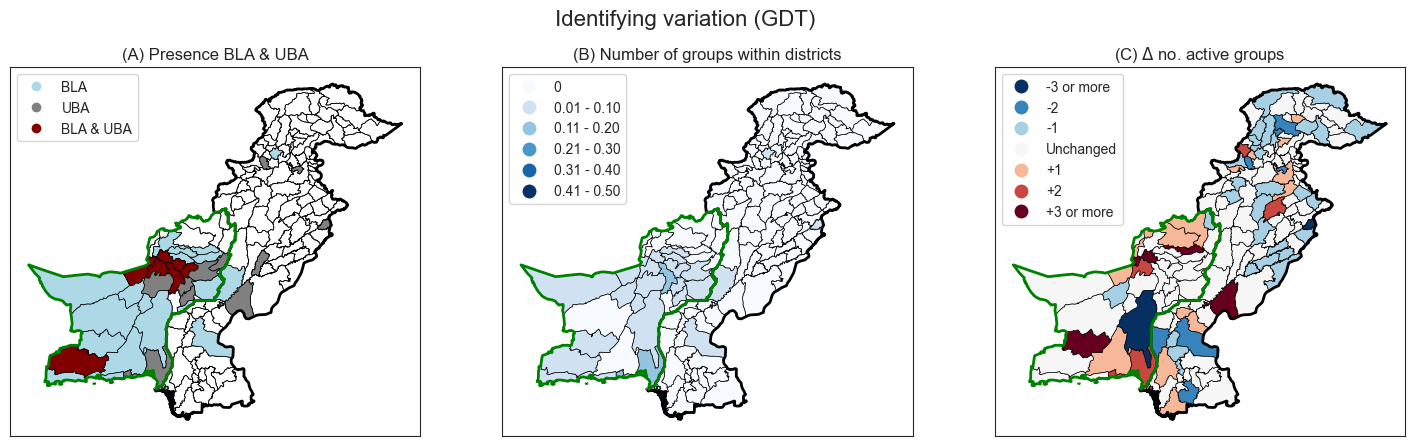 Identifying variation (GDT)
(A) Presence BLA & UBA
BLA
UBA
BLA & UBA
(B) Number of groups within districts
0
0.01 - 0.10
0.11 - 0.20
0.21 - 0.30
0.31 - 0.40
0.41 - 0.50
(C) Δ no. active groups
-3 or more
-2
-1
Unchanged
+1
+2
+3 or more